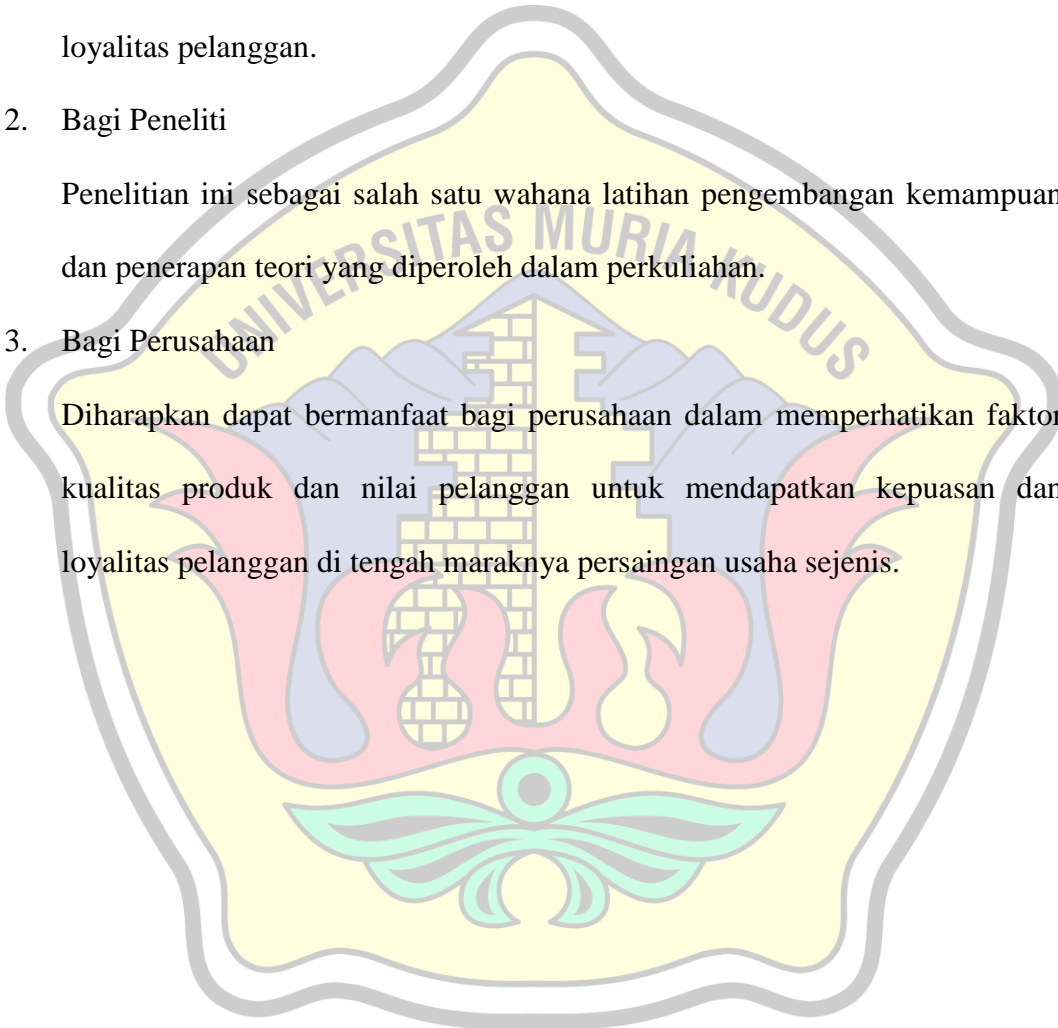 loyalitas pelanggan.
2. Bagi Peneliti
Penelitian ini sebagai salah satu wahana latihan pengembangan kemampuan
dan penerapan teori yang diperoleh dalam perkuliahan.
UNIVERSITAS MURIA KUDUS
3. Bagi Perusahaan
Diharapkan dapat bermanfaat bagi perusahaan dalam memperhatikan faktor
kualitas produk dan nilai pelanggan untuk mendapatkan kepuasan dan
loyalitas pelanggan di tengah maraknya persaingan usaha sejenis.